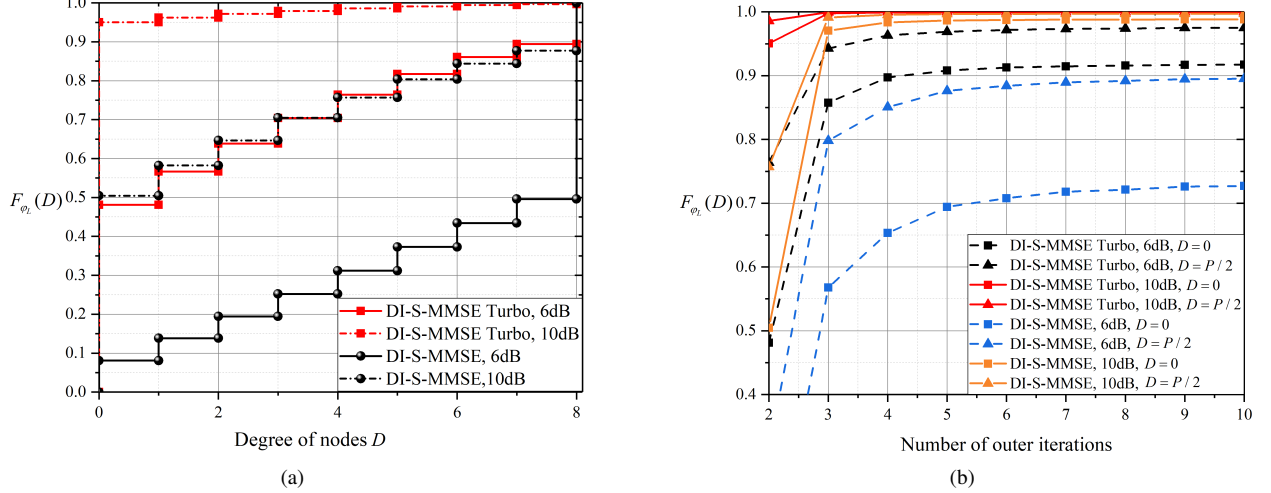 1.0
0.9
0.8
0.7
0.6
0.5
0.4
0.3
0.2
0.1
0.0
F_{φ_L}(D)
0 2 4 6 8
Degree of nodes D
DI-S-MMSE Turbo, 6dB
DI-S-MMSE Turbo, 10dB
DI-S-MMSE, 6dB
DI-S-MMSE,10dB
(a)
1.0
0.9
0.8
0.7
0.6
0.5
0.4
F_{φ_L}(D)
2 3 4 5 6 7 8 9 10
Number of outer iterations
DI-S-MMSE Turbo, 6dB, D = 0
DI-S-MMSE Turbo, 6dB, D = P / 2
DI-S-MMSE Turbo, 10dB, D = 0
DI-S-MMSE Turbo, 10dB, D = P / 2
DI-S-MMSE, 6dB, D = 0
DI-S-MMSE, 6dB, D = P / 2
DI-S-MMSE, 10dB, D = 0
DI-S-MMSE, 10dB, D = P / 2
(b)